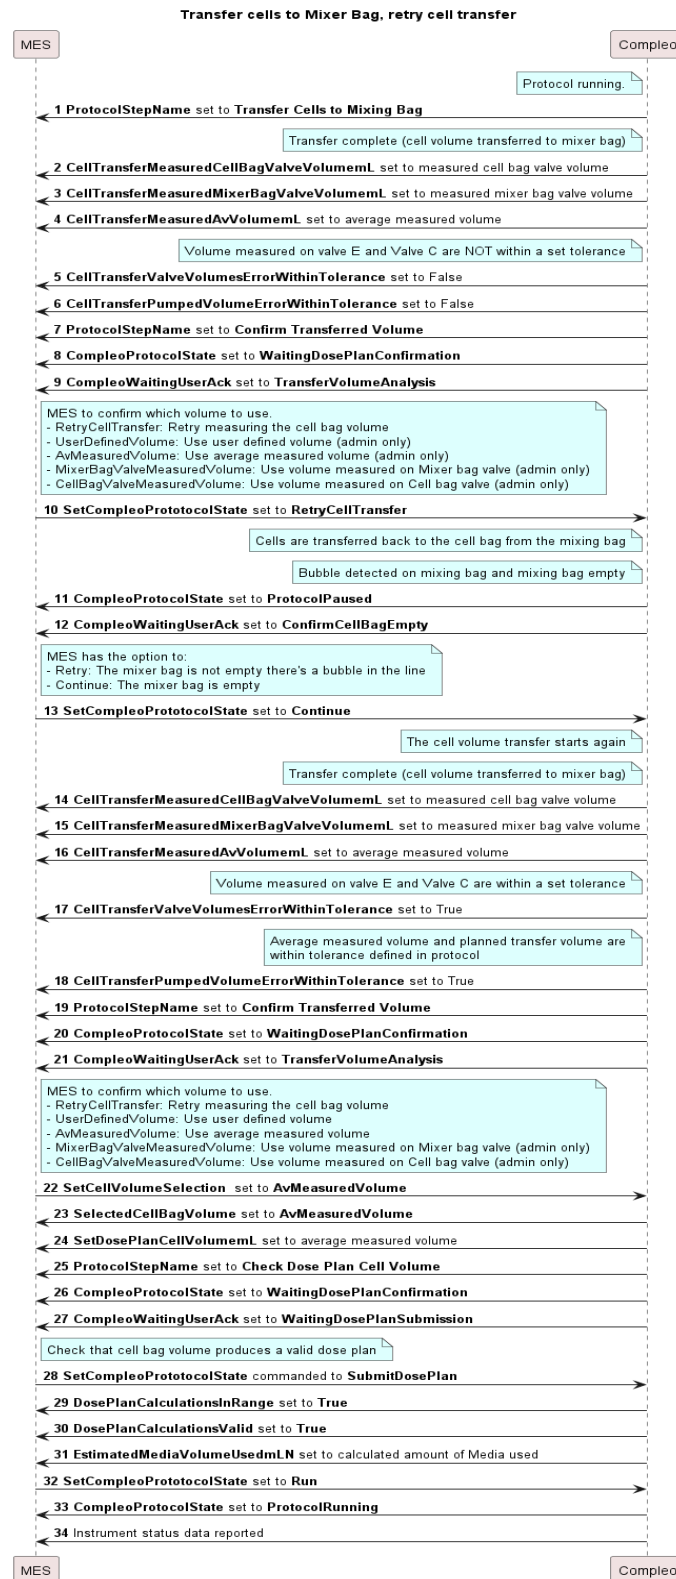 Transfer cells to Mixer Bag, retry cell transfer
MES
Compleo
Protocol running.
1 ProtocolStepName set to Transfer Cells to Mixing Bag
Transfer complete (cell volume transferred to mixer bag)
2 CellTransferMeasuredCellBagValveVolumemL set to measured cell bag valve volume
3 CellTransferMeasuredMixerBagValveVolumemL set to measured mixer bag valve volume
4 CellTransferMeasuredAvVolumemL set to average measured volume
Volume measured on valve E and Valve C are NOT within a set tolerance
5 CellTransferValveVolumesErrorWithinTolerance set to False
6 CellTransferPumpedVolumeErrorWithinTolerance set to False
7 ProtocolStepName set to Confirm Transferred Volume
8 CompleoProtocolState set to WaitingDosePlanConfirmation
9 CompleoWaitingUserAck set to TransferVolumeAnalysis
MES to confirm which volume to use.
- RetryCellTransfer: Retry measuring the cell bag volume
- UserDefinedVolume: Use user defined volume (admin only)
- AvMeasuredVolume: Use average measured volume (admin only)
- MixerBagValveMeasuredVolume: Use volume measured on Mixer bag valve (admin only)
- CellBagValveMeasuredVolume: Use volume measured on Cell bag valve (admin only)
10 SetCompleoPrototocolState set to RetryCellTransfer
Cells are transferred back to the cell bag from the mixing bag
Bubble detected on mixing bag and mixing bag empty
11 CompleoProtocolState set to ProtocolPaused
12 CompleoWaitingUserAck set to ConfirmCellBagEmpty
MES has the option to:
- Retry: The mixer bag is not empty there's a bubble in the line
- Continue: The mixer bag is empty
13 SetCompleoPrototocolState set to Continue
The cell volume transfer starts again
Transfer complete (cell volume transferred to mixer bag)
14 CellTransferMeasuredCellBagValveVolumemL set to measured cell bag valve volume
15 CellTransferMeasuredMixerBagValveVolumemL set to measured mixer bag valve volume
16 CellTransferMeasuredAvVolumemL set to average measured volume
Volume measured on valve E and Valve C are within a set tolerance
17 CellTransferValveVolumesErrorWithinTolerance set to True
Average measured volume and planned transfer volume are
within tolerance defined in protocol
18 CellTransferPumpedVolumeErrorWithinTolerance set to True
19 ProtocolStepName set to Confirm Transferred Volume
20 CompleoProtocolState set to WaitingDosePlanConfirmation
21 CompleoWaitingUserAck set to TransferVolumeAnalysis
MES to confirm which volume to use.
- RetryCellTransfer: Retry measuring the cell bag volume
- UserDefinedVolume: Use user defined volume
- AvMeasuredVolume: Use average measured volume
- MixerBagValveMeasuredVolume: Use volume measured on Mixer bag valve (admin only)
- CellBagValveMeasuredVolume: Use volume measured on Cell bag valve (admin only)
22 SetCellVolumeSelection set to AvMeasuredVolume
23 SelectedCellBagVolume set to AvMeasuredVolume
24 SetDosePlanCellVolumemL set to average measured volume
25 ProtocolStepName set to Check Dose Plan Cell Volume
26 CompleoProtocolState set to WaitingDosePlanConfirmation
27 CompleoWaitingUserAck set to WaitingDosePlanSubmission
Check that cell bag volume produces a valid dose plan
28 SetCompleoPrototocolState commanded to SubmitDosePlan
29 DosePlanCalculationsInRange set to True
30 DosePlanCalculationsValid set to True
31 EstimatedMediaVolumeUsedmLN set to calculated amount of Media used
32 SetCompleoPrototocolState set to Run
33 CompleoProtocolState set to ProtocolRunning
34 Instrument status data reported
MES
Compleo